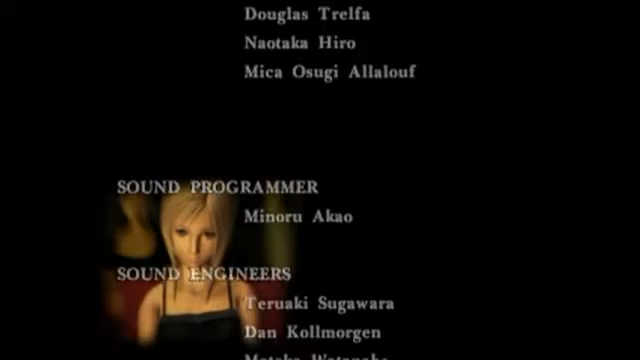 Douglas Trelfa
Naotaka Hiro
Mica Osugi Allalouf
SOUND PROGRAMMER
Minoru Akao
SOUND ENGINEERS
Teruaki Sugawara
Dan Kollmorgen